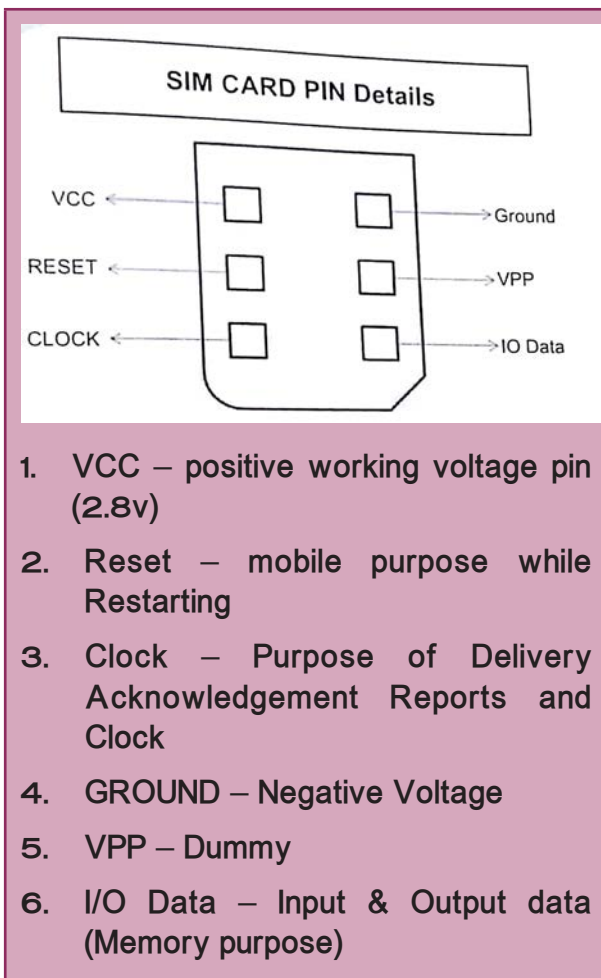 SIM CARD PIN Details
VCC
Ground
RESET
VPP
CLOCK
IO Data
1. VCC – positive working voltage pin
(2.8v)
2. Reset – mobile purpose while
Restarting
3. Clock – Purpose of Delivery
Acknowledgement Reports and
Clock
4. GROUND – Negative Voltage
5. VPP – Dummy
6. I/O Data – Input & Output data
(Memory purpose)